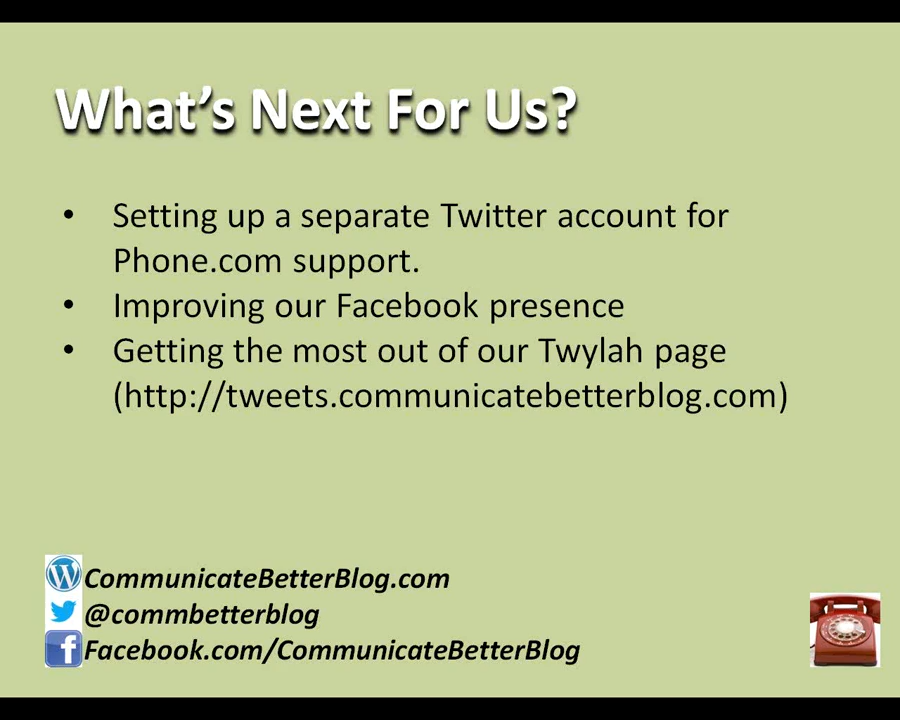 What's Next For Us?
• Setting up a separate Twitter account for
Phone.com support.
• Improving our Facebook presence
• Getting the most out of our Twylah page
(http://tweets.communicatebetterblog.com)
CommunicateBetterBlog.com
@commbetterblog
Facebook.com/CommunicateBetterBlog